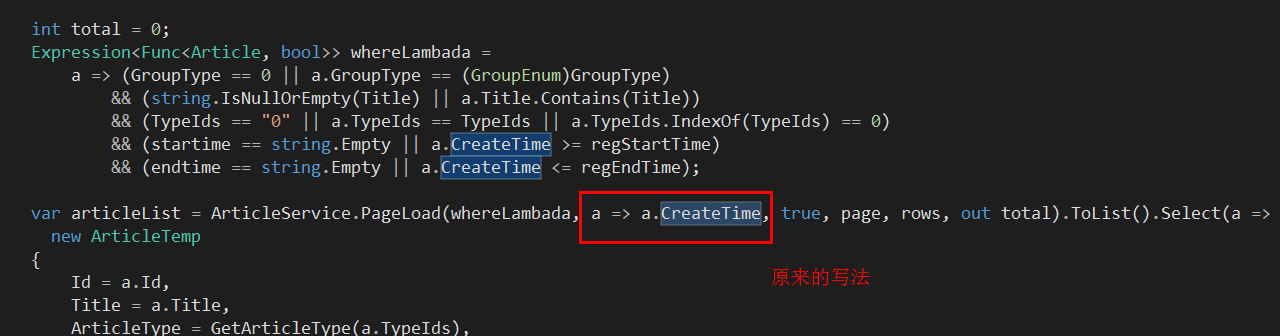 int total = 0;
Expression<Func<Article, bool>> whereLambada =
a => (GroupType == 0 || a.GroupType == (GroupEnum)GroupType)
&& (string.IsNullOrEmpty(Title) || a.Title.Contains(Title))
&& (TypeIds == "0" || a.TypeIds == TypeIds || a.TypeIds.IndexOf(TypeIds) == 0)
&& (startime == string.Empty || a.CreateTime >= regStartTime)
&& (endtime == string.Empty || a.CreateTime <= regEndTime);
var articleList = ArticleService.PageLoad(whereLambada, a => a.CreateTime, true, page, rows, out total).ToList().Select(a =>
new ArticleTemp
{
Id = a.Id,
原来的写法
Title = a.Title,
ArticleType = GetArticleType(a.TypeIds),